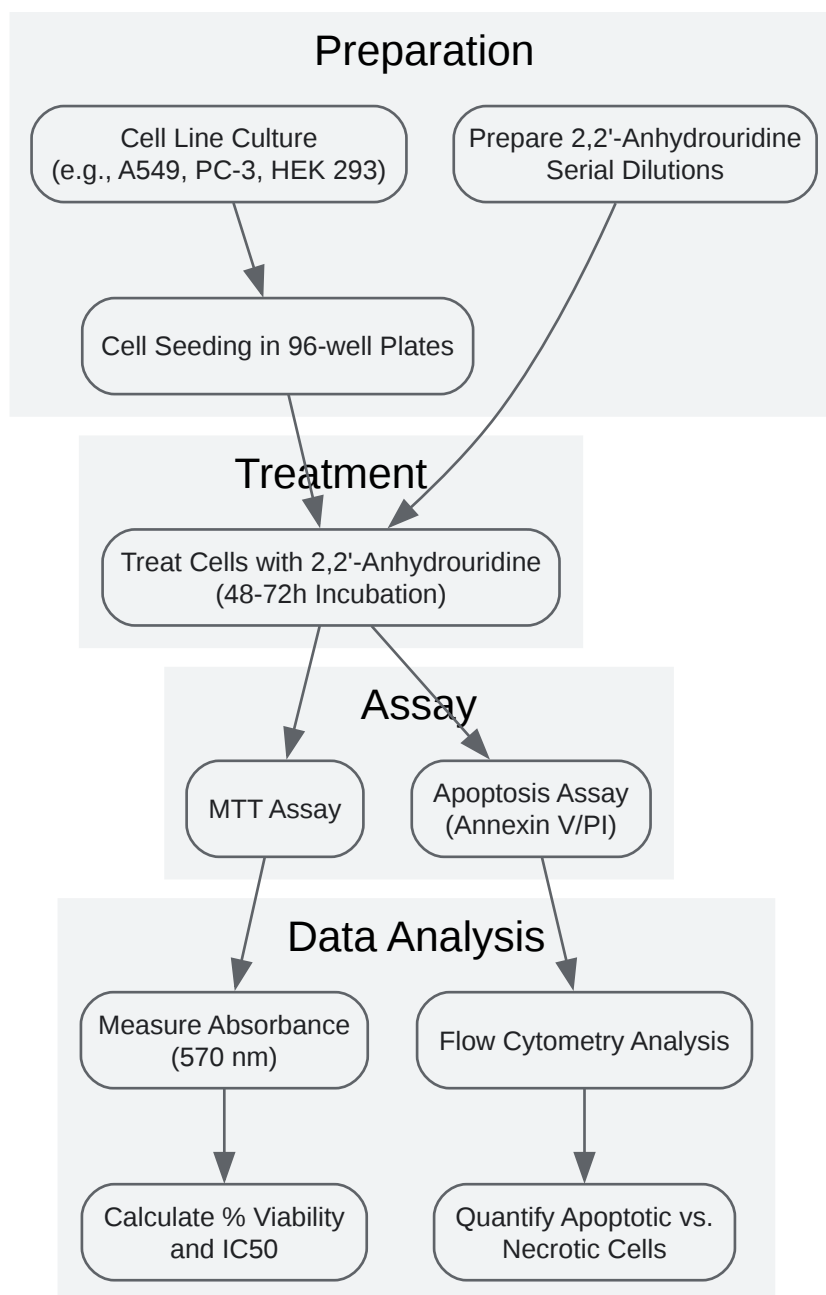 Preparation
Cell Line Culture
(e.g., A549, PC-3, HEK 293)
Prepare 2,2'-Anhydrouridine
Serial Dilutions
Cell Seeding in 96-well Plates
Treatment
Treat Cells with 2,2'-Anhydrouridine
(48-72h Incubation)
Assay
MTT Assay
Apoptosis Assay
(Annexin V/PI)
Data Analysis
Measure Absorbance
(570 nm)
Flow Cytometry Analysis
Calculate % Viability
and IC50
Quantify Apoptotic vs.
Necrotic Cells